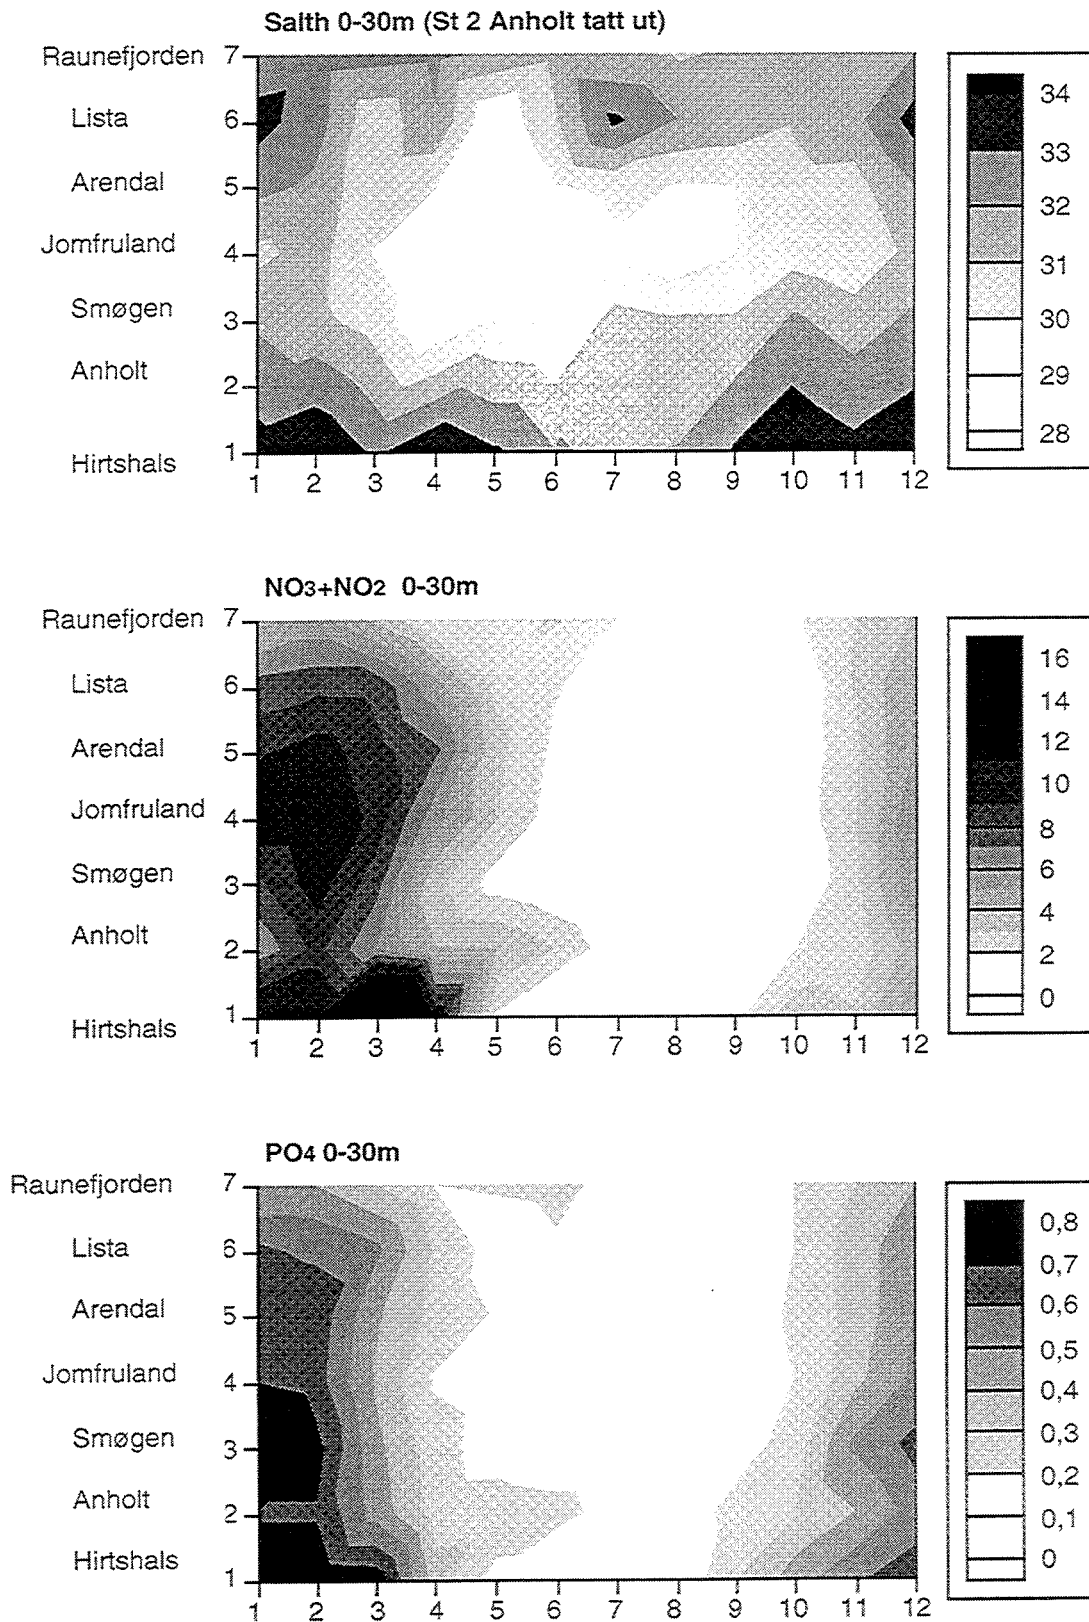 Salth 0-30m (St 2 Anholt tatt ut)
Raunefjorden 7
Lista 6
Arendal 5
Jomfruland 4
Smøgen 3
Anholt 2
Hirtshals 1
1 2 3 4 5 6 7 8 9 10 11 12
34
33
32
31
30
29
28
NO3+NO2 0-30m
Raunefjorden 7
Lista 6
Arendal 5
Jomfruland 4
Smøgen 3
Anholt 2
Hirtshals 1
1 2 3 4 5 6 7 8 9 10 11 12
16
14
12
10
8
6
4
2
0
PO4 0-30m
Raunefjorden 7
Lista 6
Arendal 5
Jomfruland 4
Smøgen 3
Anholt 2
Hirtshals 1
1 2 3 4 5 6 7 8 9 10 11 12
0,8
0,7
0,6
0,5
0,4
0,3
0,2
0,1
0